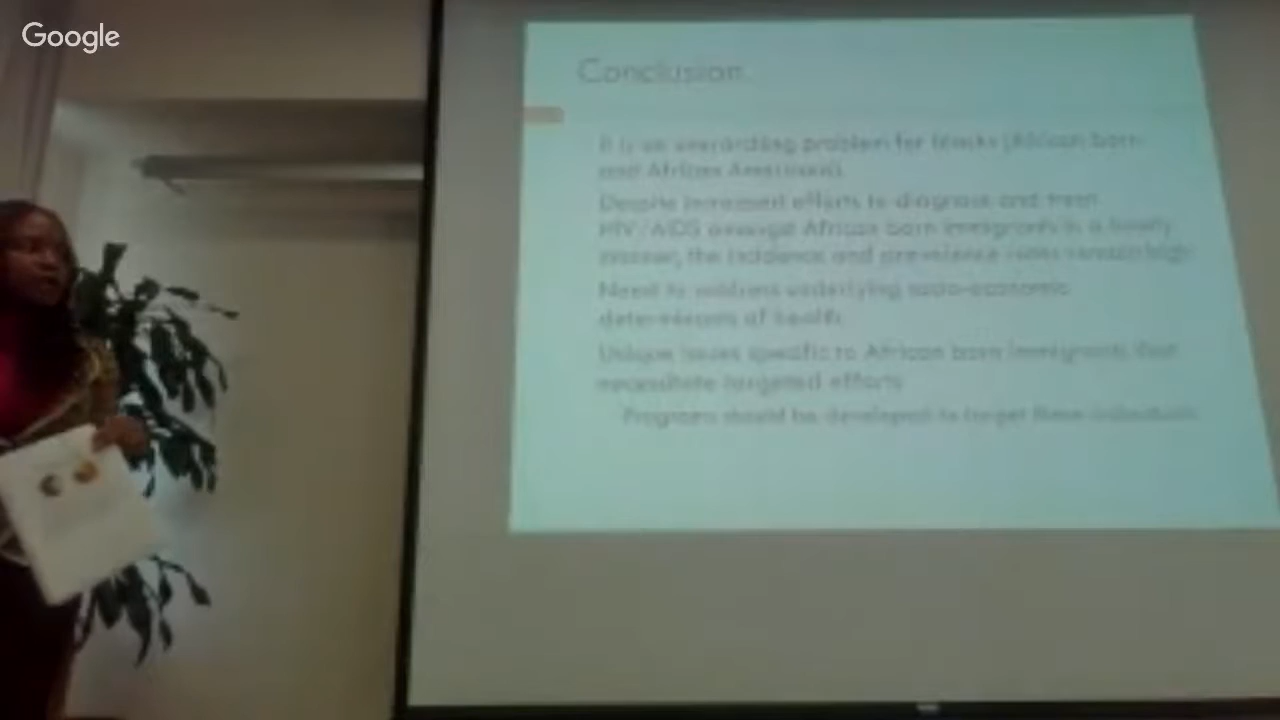 Google
Conclusion
It is an overarching problem for blacks (African born
and African Americans).
Despite increased efforts to diagnose and treat
HIV/AIDS amongst African born immigrants in a timely
manner, the incidence and prevalence rates remain high
Need to address underlying socio-economic
determinants of health
Unique issues specific to African born immigrants that
necessitate targeted efforts
Programs should be developed to target these individuals